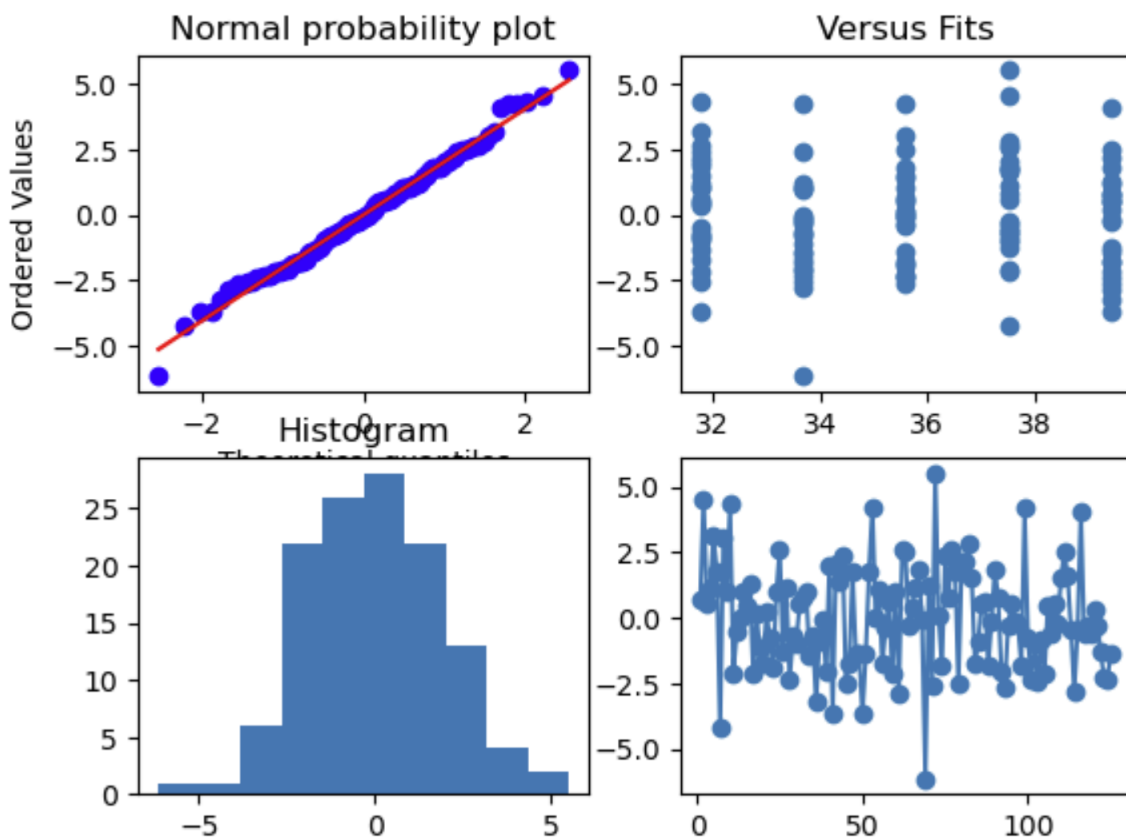 Normal probability plot
5.0
2.5
0.0
−2.5
−5.0
Ordered Values
−2 0 2
Theoretical quantiles
Versus Fits
5.0
2.5
0.0
−2.5
−5.0
32 34 36 38
Histogram
25
20
15
10
5
0
−5 0 5
5.0
2.5
0.0
−2.5
−5.0
0 50 100